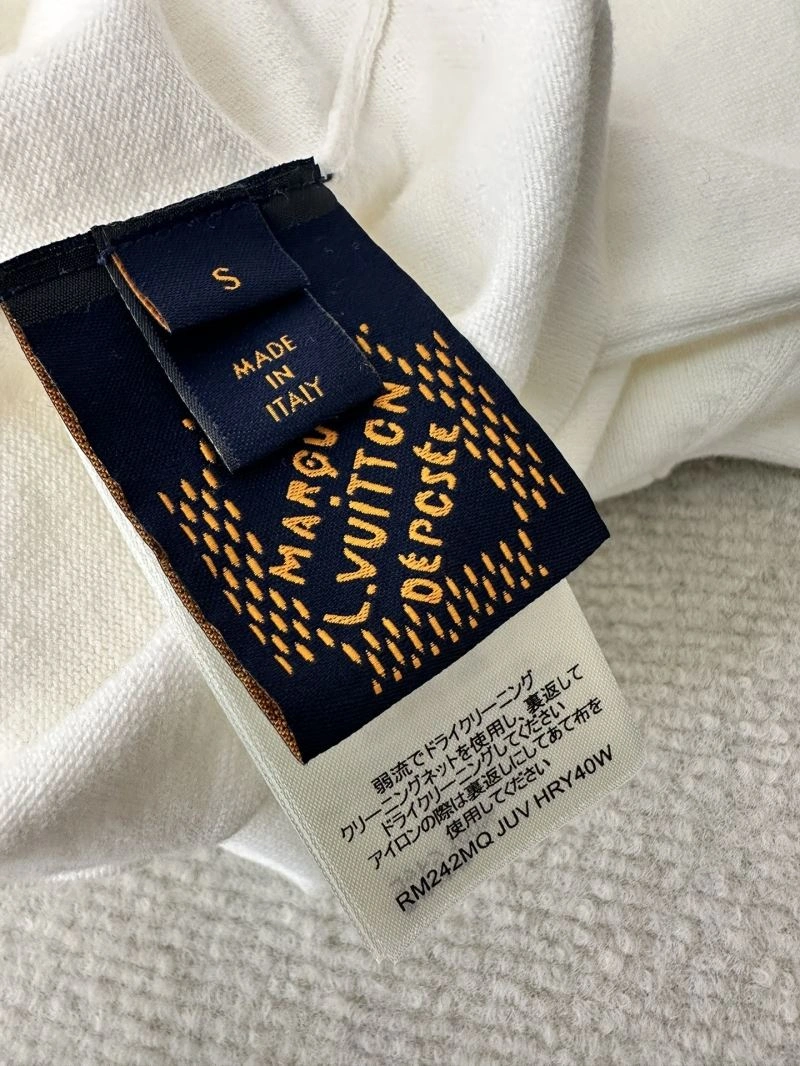 S
MADE
IN
ITALY
MARQU
L.VUITTON
DÉPOSÉE
弱流でドライクリーニング
クリーニングネットを使用し、裏返して
ドライクリーニングしてください
アイロンの際は裏返しにしてあて布を
使用してください
RM242MQ JUV HRY40W